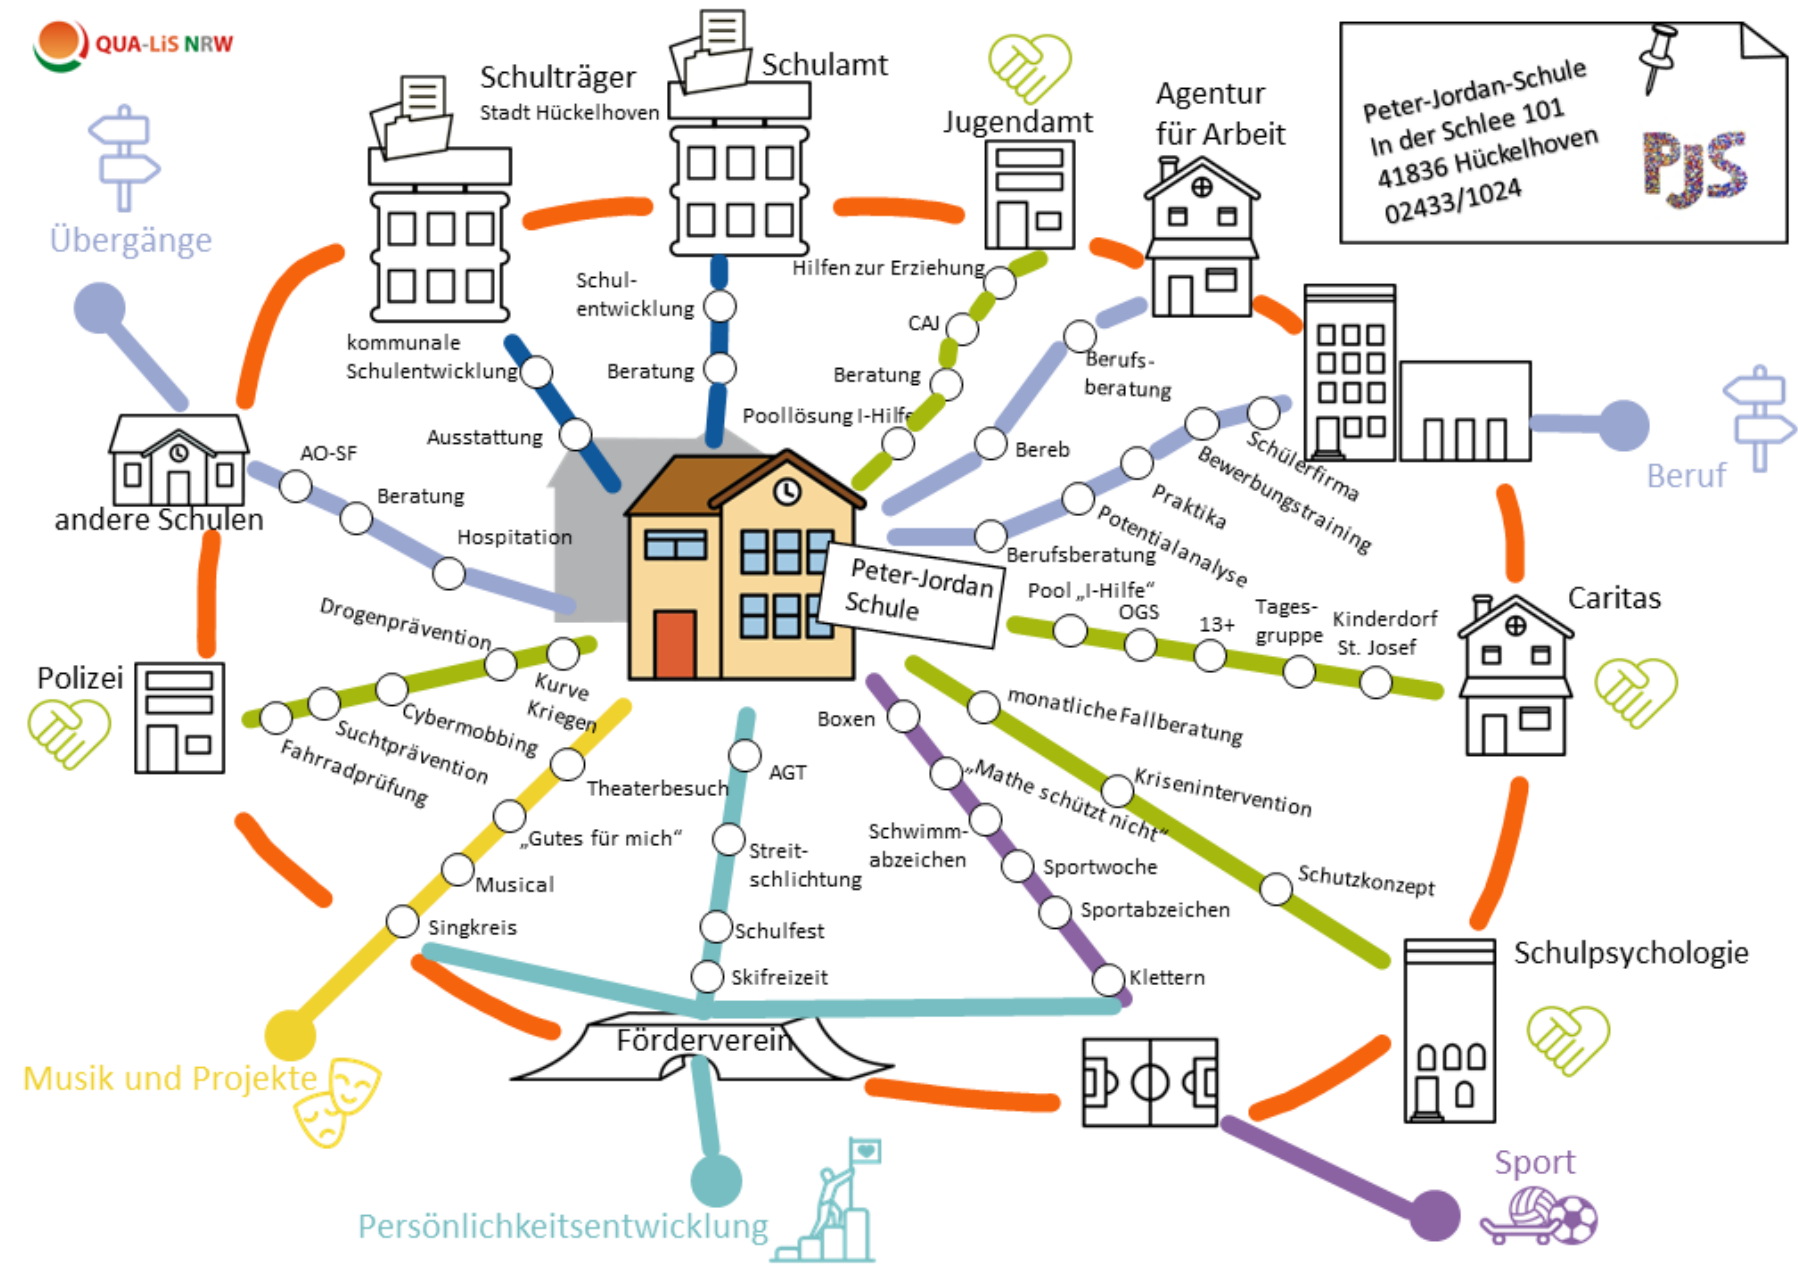 QUA-LiS NRW
Schulträger
Stadt Hückelhoven
Schulamt
Jugendamt
Agentur
für Arbeit
Peter-Jordan-Schule
In der Schlee 101
41836 Hückelhoven
02433/1024
PJS
Übergänge
Hilfen zur Erziehung
CAJ
Beratung
Poollösung I-Hilfe
Schul-
entwicklung
Beratung
kommunale
Schulentwicklung
Ausstattung
Berufs-
beratung
Bereb
Schülerfirma
Bewerbungstraining
Praktika
Potentialanalyse
Berufsberatung
Beruf
andere Schulen
AO-SF
Beratung
Hospitation
Peter-Jordan
Schule
Pool „I-Hilfe“
OGS
13+
Tages-
gruppe
Kinderdorf
St. Josef
Caritas
Polizei
Drogenprävention
Kurve
Kriegen
Cybermobbing
Suchtprävention
Fahrradprüfung
Theaterbesuch
„Gutes für mich“
Musical
Singkreis
Musik und Projekte
AGT
Streit-
schlichtung
Schulfest
Skifreizeit
Förderverein
Persönlichkeitsentwicklung
Boxen
„Mathe schützt nicht“
Schwimm-
abzeichen
Sportwoche
Sportabzeichen
Klettern
Sport
monatliche Fallberatung
Krisenintervention
Schutzkonzept
Schulpsychologie